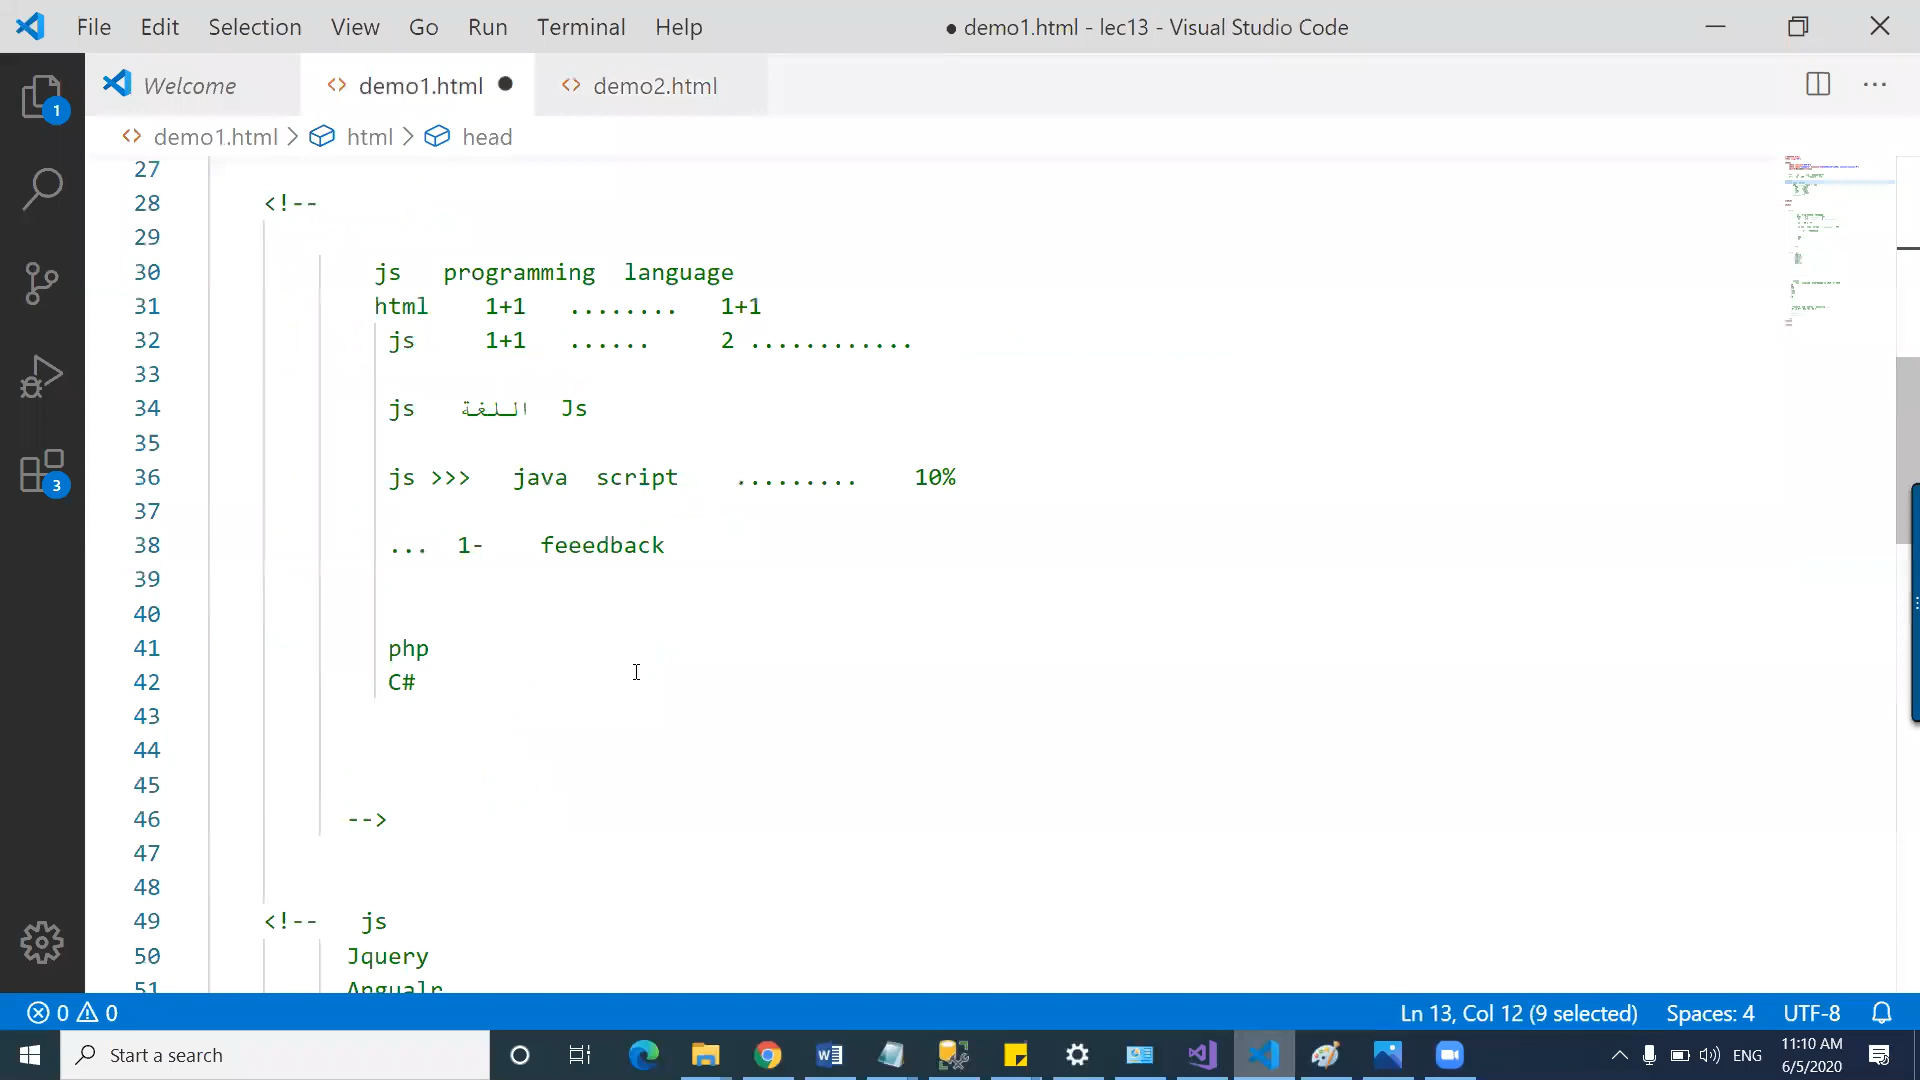 File Edit Selection View Go Run Terminal Help ● demo1.html - lec13 - Visual Studio Code
Welcome demo1.html demo2.html
demo1.html > html > head
27
28 <!--
29
30 js programming language
31 html 1+1 ........ 1+1
32 js 1+1 ...... 2 ............
33
34 js اللغة Js
35
36 js >>> java script ......... 10%
37
38 ... 1- feeedback
39
40
41 php
42 C#
43
44
45
46 -->
47
48
49 <!-- js
50 Jquery
51 Angualr
1
3
0 0 Ln 13, Col 12 (9 selected) Spaces: 4 UTF-8
Start a search ENG 11:10 AM
6/5/2020